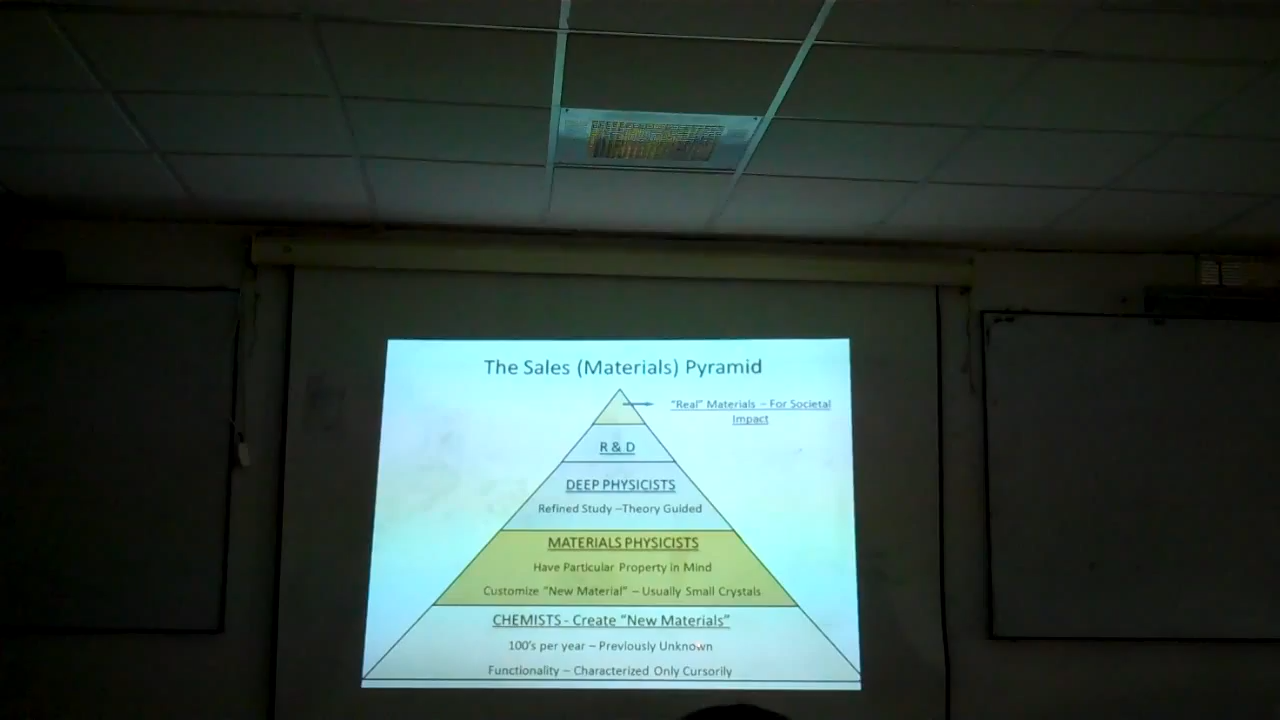 The Sales (Materials) Pyramid
"Real" Materials – For Societal
Impact
R & D
DEEP PHYSICISTS
Refined Study –Theory Guided
MATERIALS PHYSICISTS
Have Particular Property in Mind
Customize "New Material" – Usually Small Crystals
CHEMISTS - Create "New Materials"
100's per year – Previously Unknown
Functionality – Characterized Only Cursorily